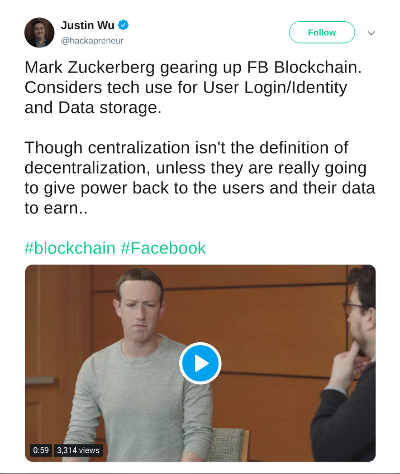 Justin Wu
@hackapreneur
Follow
Mark Zuckerberg gearing up FB Blockchain.
Considers tech use for User Login/Identity
and Data storage.
Though centralization isn't the definition of
decentralization, unless they are really going
to give power back to the users and their data
to earn..
#blockchain #Facebook
0:59 3,314 views